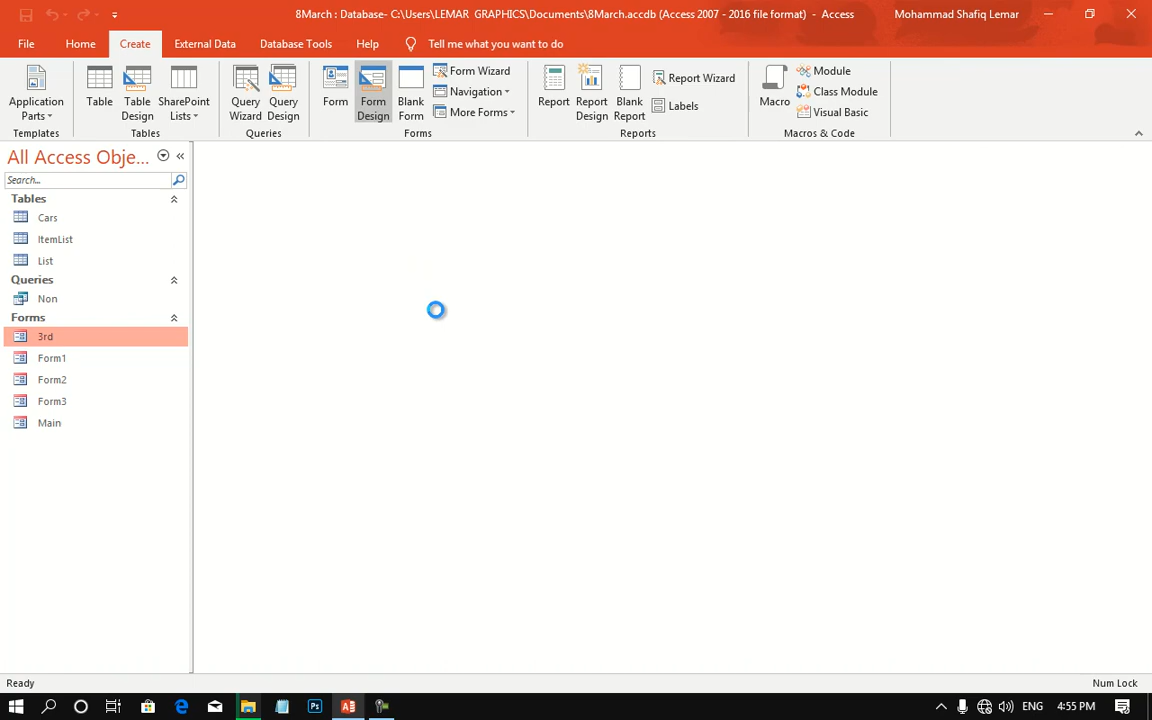 8March : Database- C:\Users\LEMAR GRAPHICS\Documents\8March.accdb (Access 2007 - 2016 file format) - Access
Mohammad Shafiq Lemar
File
Home
Create
External Data
Database Tools
Help
Tell me what you want to do
Application
Parts
Table
Table
Design
SharePoint
Lists
Query
Wizard
Query
Design
Form
Form
Design
Blank
Form
Form Wizard
Navigation
More Forms
Report
Report
Design
Blank
Report
Report Wizard
Labels
Macro
Module
Class Module
Visual Basic
Templates
Tables
Queries
Forms
Reports
Macros & Code
All Access Obje...
Search...
Tables
Cars
ItemList
List
Queries
Non
Forms
3rd
Form1
Form2
Form3
Main
Ready
Num Lock
ENG
4:55 PM